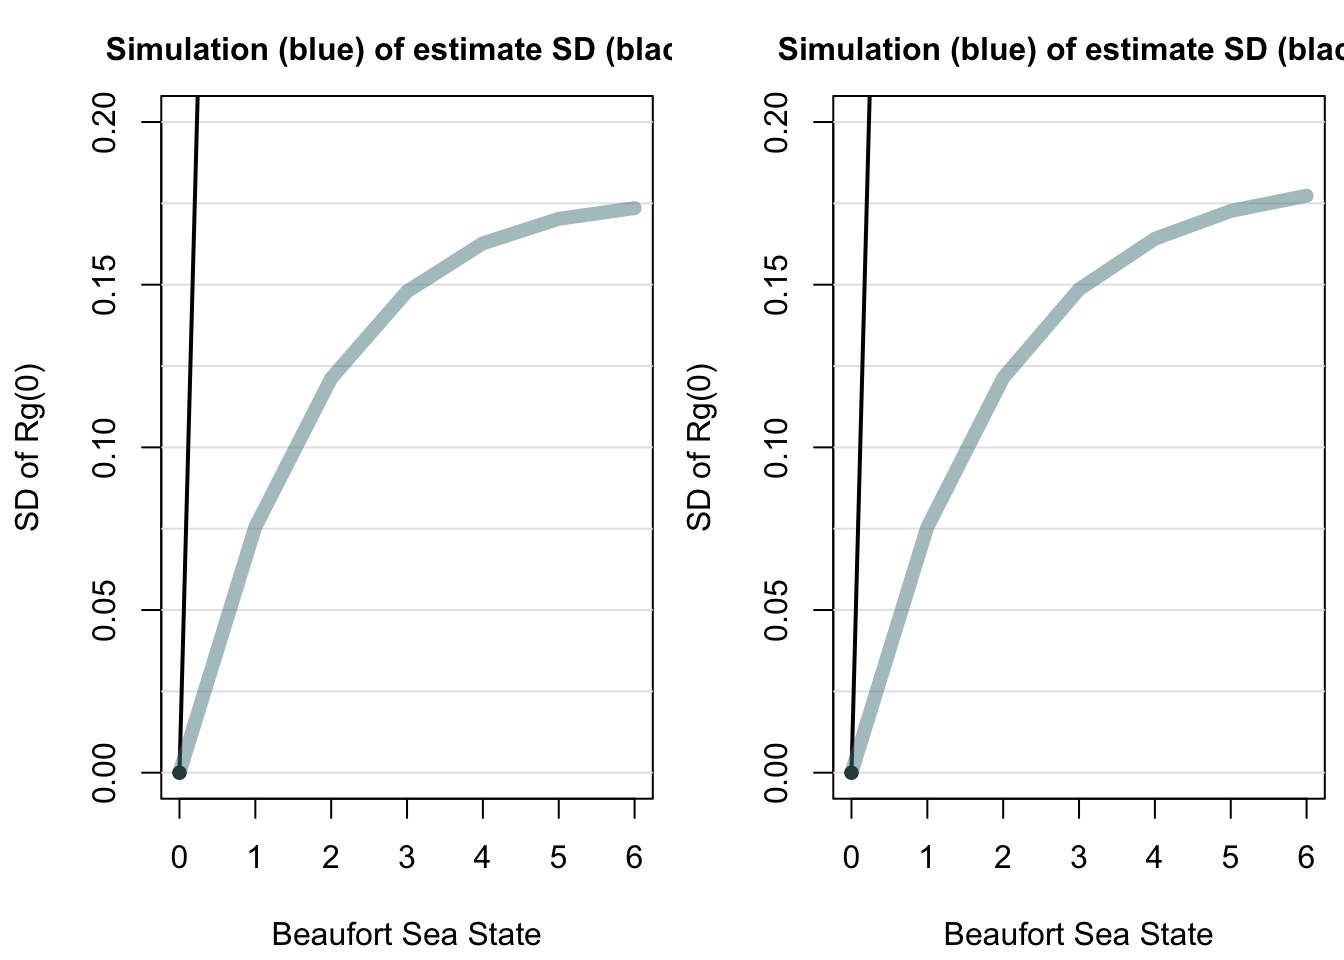 Simulation (blue) of estimate SD (blac
SD of Rg(0)
0.20
0.15
0.10
0.05
0.00
0 1 2 3 4 5 6
Beaufort Sea State
Simulation (blue) of estimate SD (blac
SD of Rg(0)
0.20
0.15
0.10
0.05
0.00
0 1 2 3 4 5 6
Beaufort Sea State